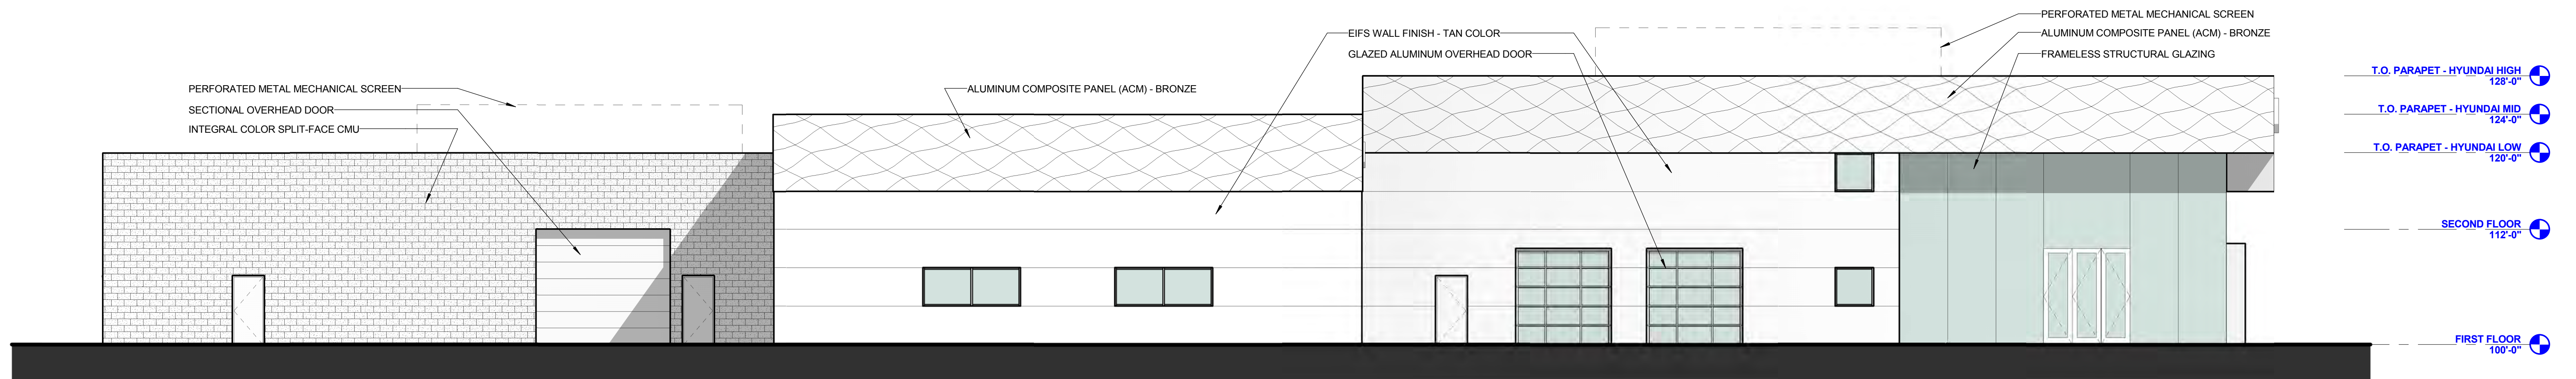 PERFORATED METAL MECHANICAL SCREEN
SECTIONAL OVERHEAD DOOR
INTEGRAL COLOR SPLIT-FACE CMU
ALUMINUM COMPOSITE PANEL (ACM) - BRONZE
EIFS WALL FINISH - TAN COLOR
GLAZED ALUMINUM OVERHEAD DOOR
PERFORATED METAL MECHANICAL SCREEN
ALUMINUM COMPOSITE PANEL (ACM) - BRONZE
FRAMELESS STRUCTURAL GLAZING
T.O. PARAPET - HYUNDAI HIGH
128'-0"
T.O. PARAPET - HYUNDAI MID
124'-0"
T.O. PARAPET - HYUNDAI LOW
120'-0"
SECOND FLOOR
112'-0"
FIRST FLOOR
100'-0"